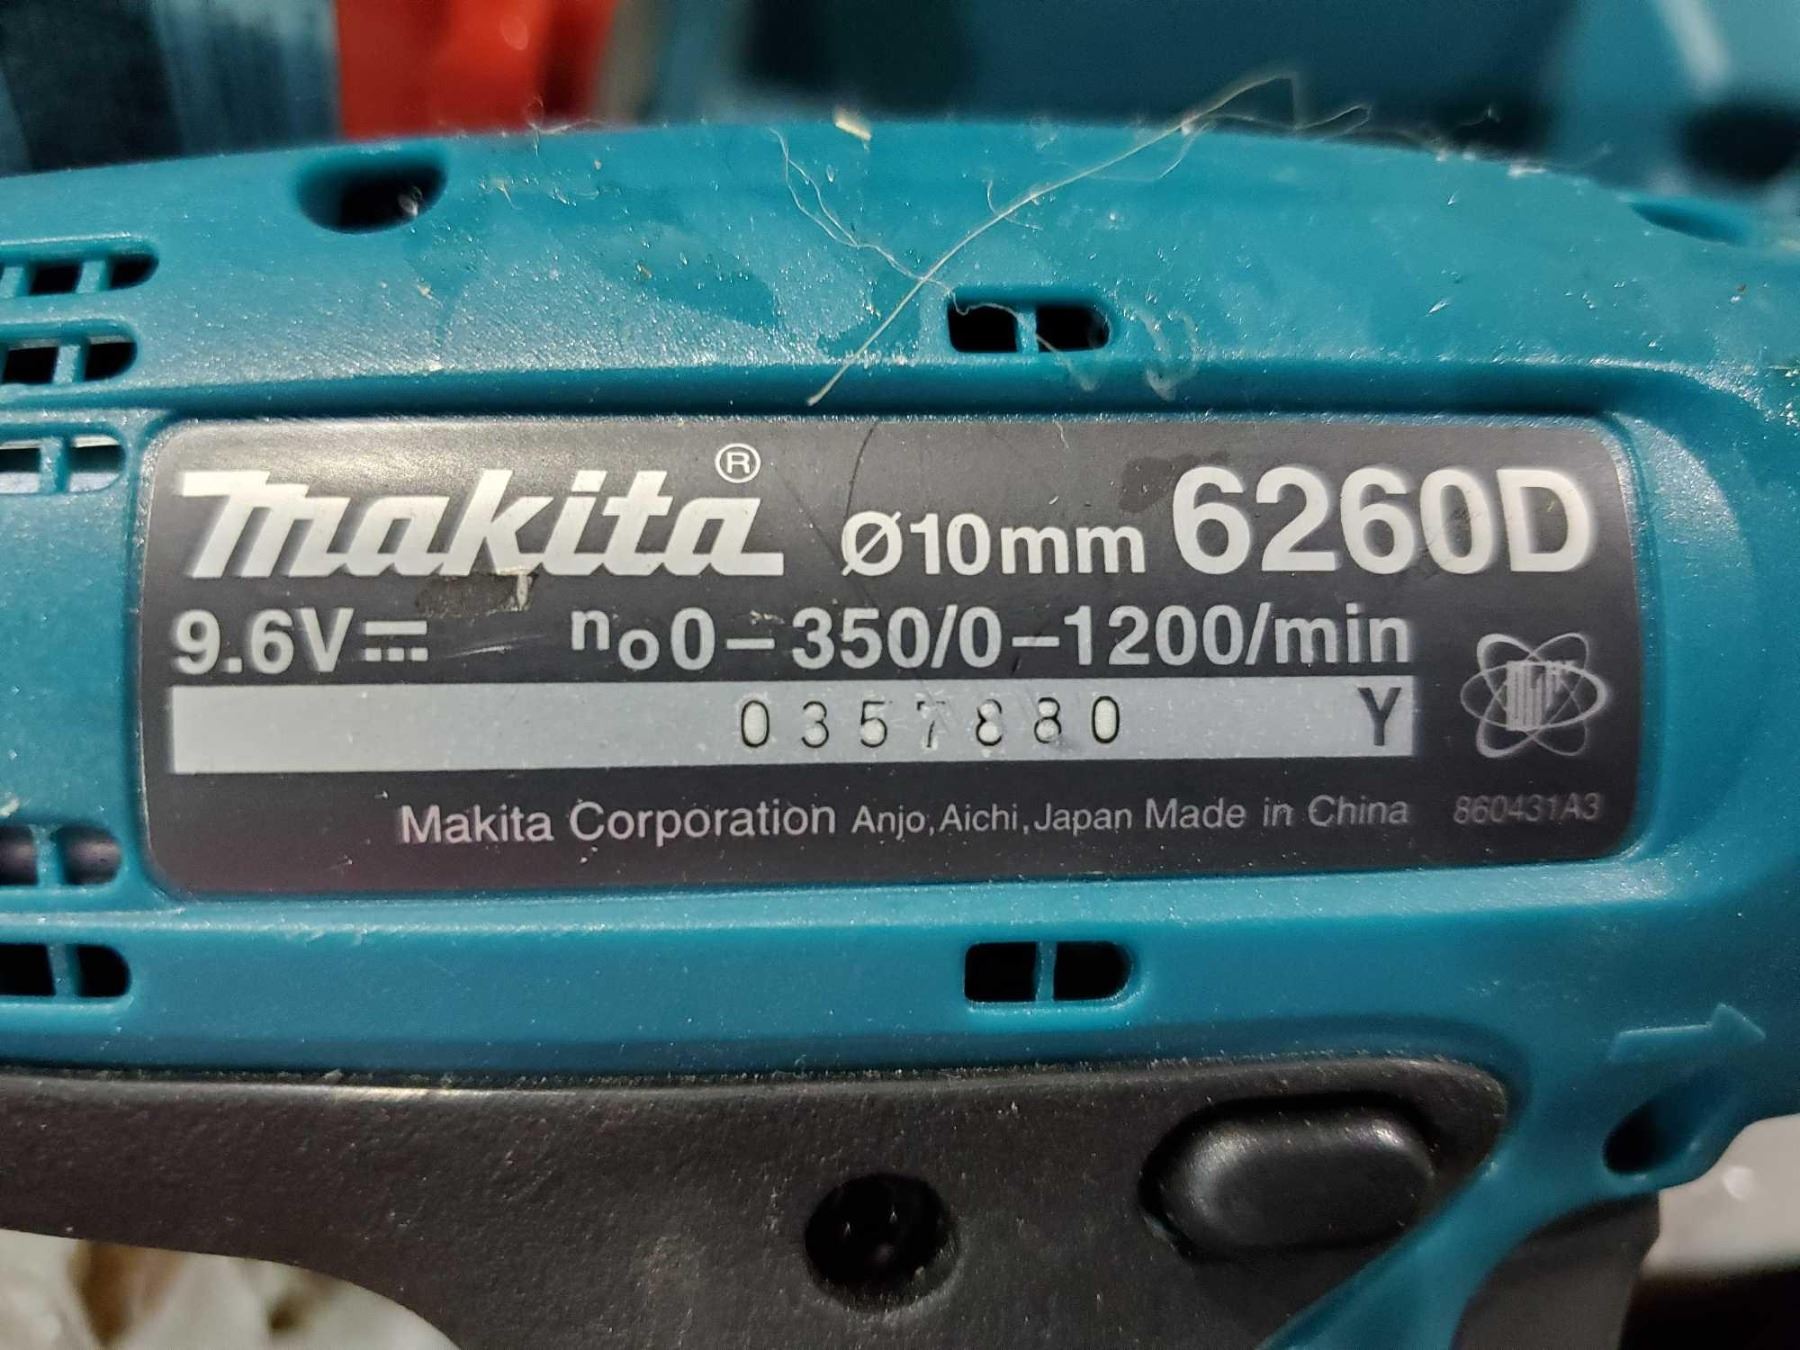 makita® Ø10mm 6260D
9.6V⎓ no0–350/0–1200/min
0357880 Y
Makita Corporation Anjo, Aichi, Japan Made in China 860431A3